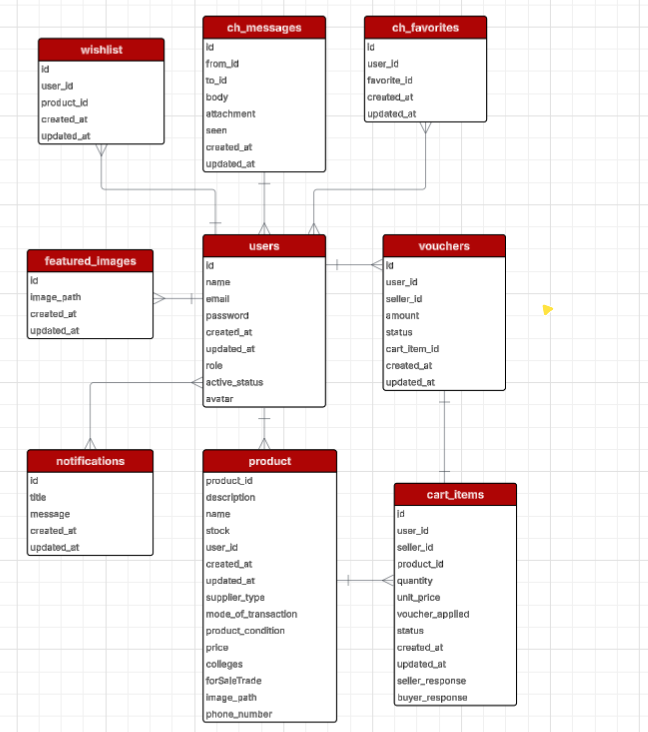 wishlist
id
user_id
product_id
created_at
updated_at
ch_messages
id
from_id
to_id
body
attachment
seen
created_at
updated_at
ch_favorites
id
user_id
favorite_id
created_at
updated_at
featured_images
id
image_path
created_at
updated_at
users
id
name
email
password
created_at
updated_at
role
active_status
avatar
vouchers
id
user_id
seller_id
amount
status
cart_item_id
created_at
updated_at
notifications
id
title
message
created_at
updated_at
product
product_id
description
name
stock
user_id
created_at
updated_at
supplier_type
mode_of_transaction
product_condition
price
colleges
forSaleTrade
image_path
phone_number
cart_items
id
user_id
seller_id
product_id
quantity
unit_price
voucher_applied
status
created_at
updated_at
seller_response
buyer_response